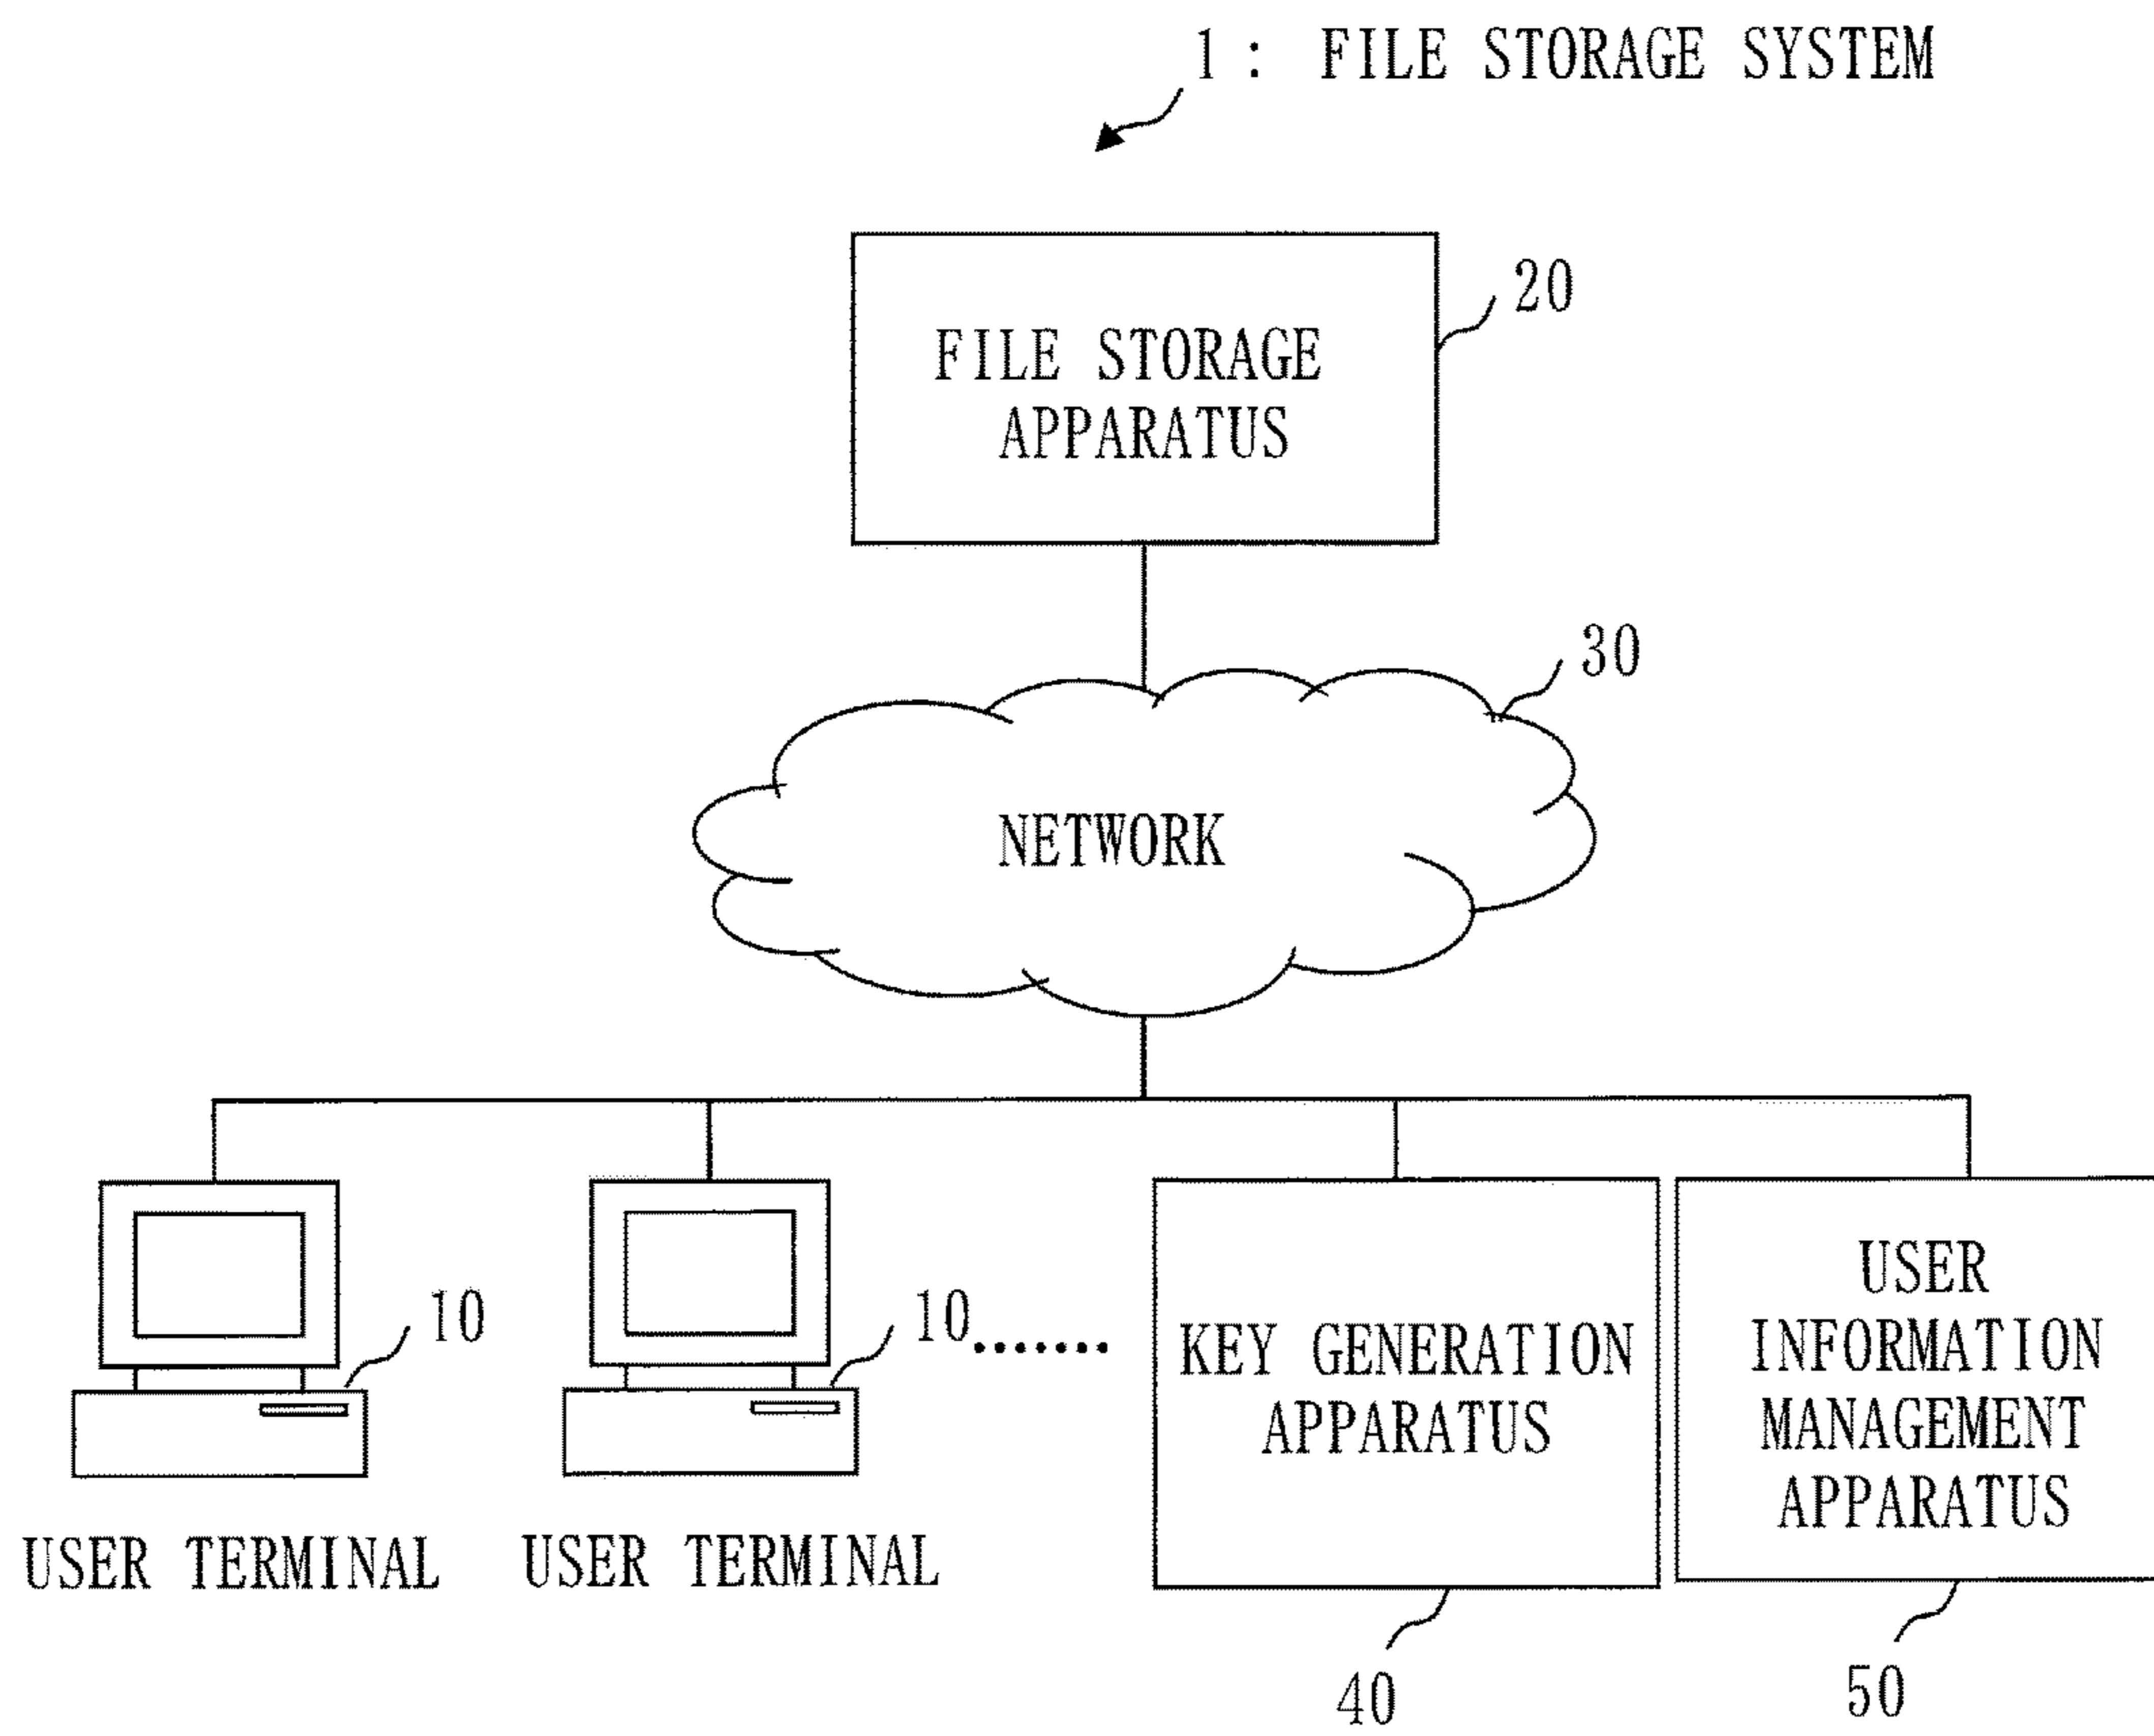 1 : FILE STORAGE SYSTEM
20
FILE STORAGE
APPARATUS
30
NETWORK
10
10.......
KEY GENERATION
APPARATUS
USER
INFORMATION
MANAGEMENT
APPARATUS
USER TERMINAL
USER TERMINAL
40
50